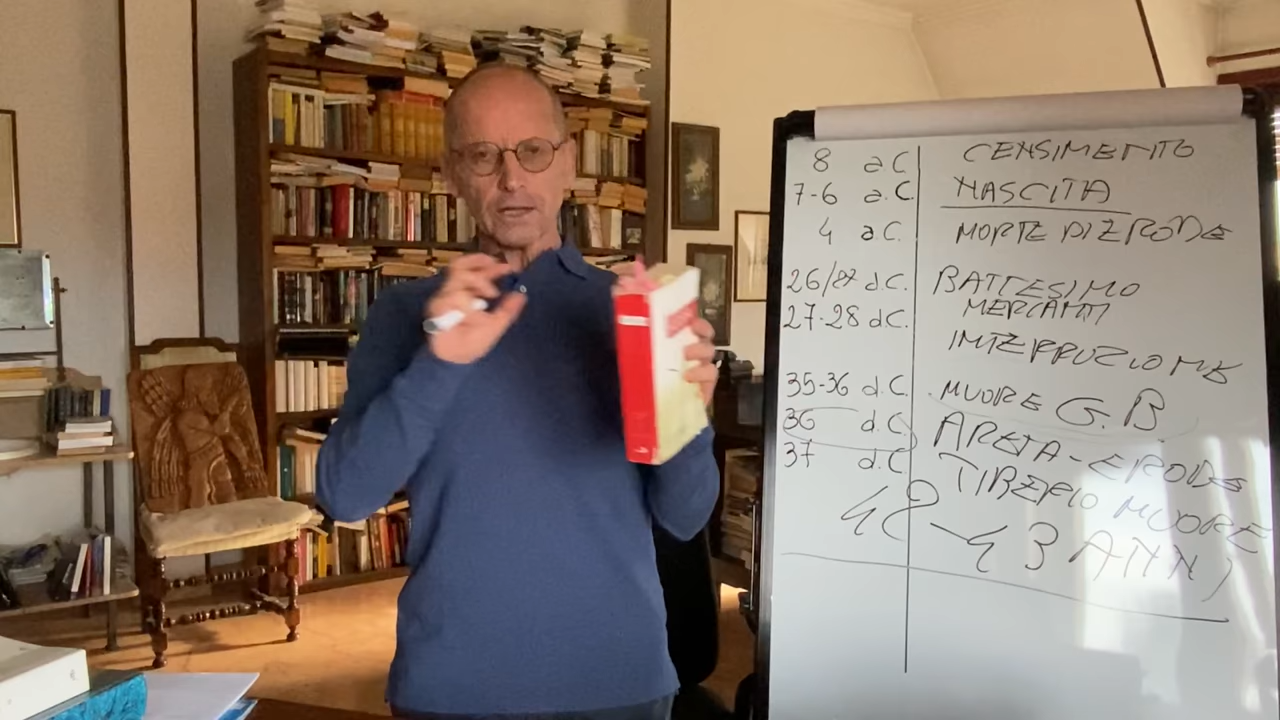 8 a.C. CENSIMENTO
7-6 a.C. NASCITA
4 a.C. MORTE DI ERODE
26/27 d.C. BATTESIMO
MERCANTI
27-28 d.C.
INTERRUZIONE
35-36 d.C. MUORE G.B.
36 d.C. ARETA-ERODE
37 d.C TIBERIO MUORE
42-43 ANNI